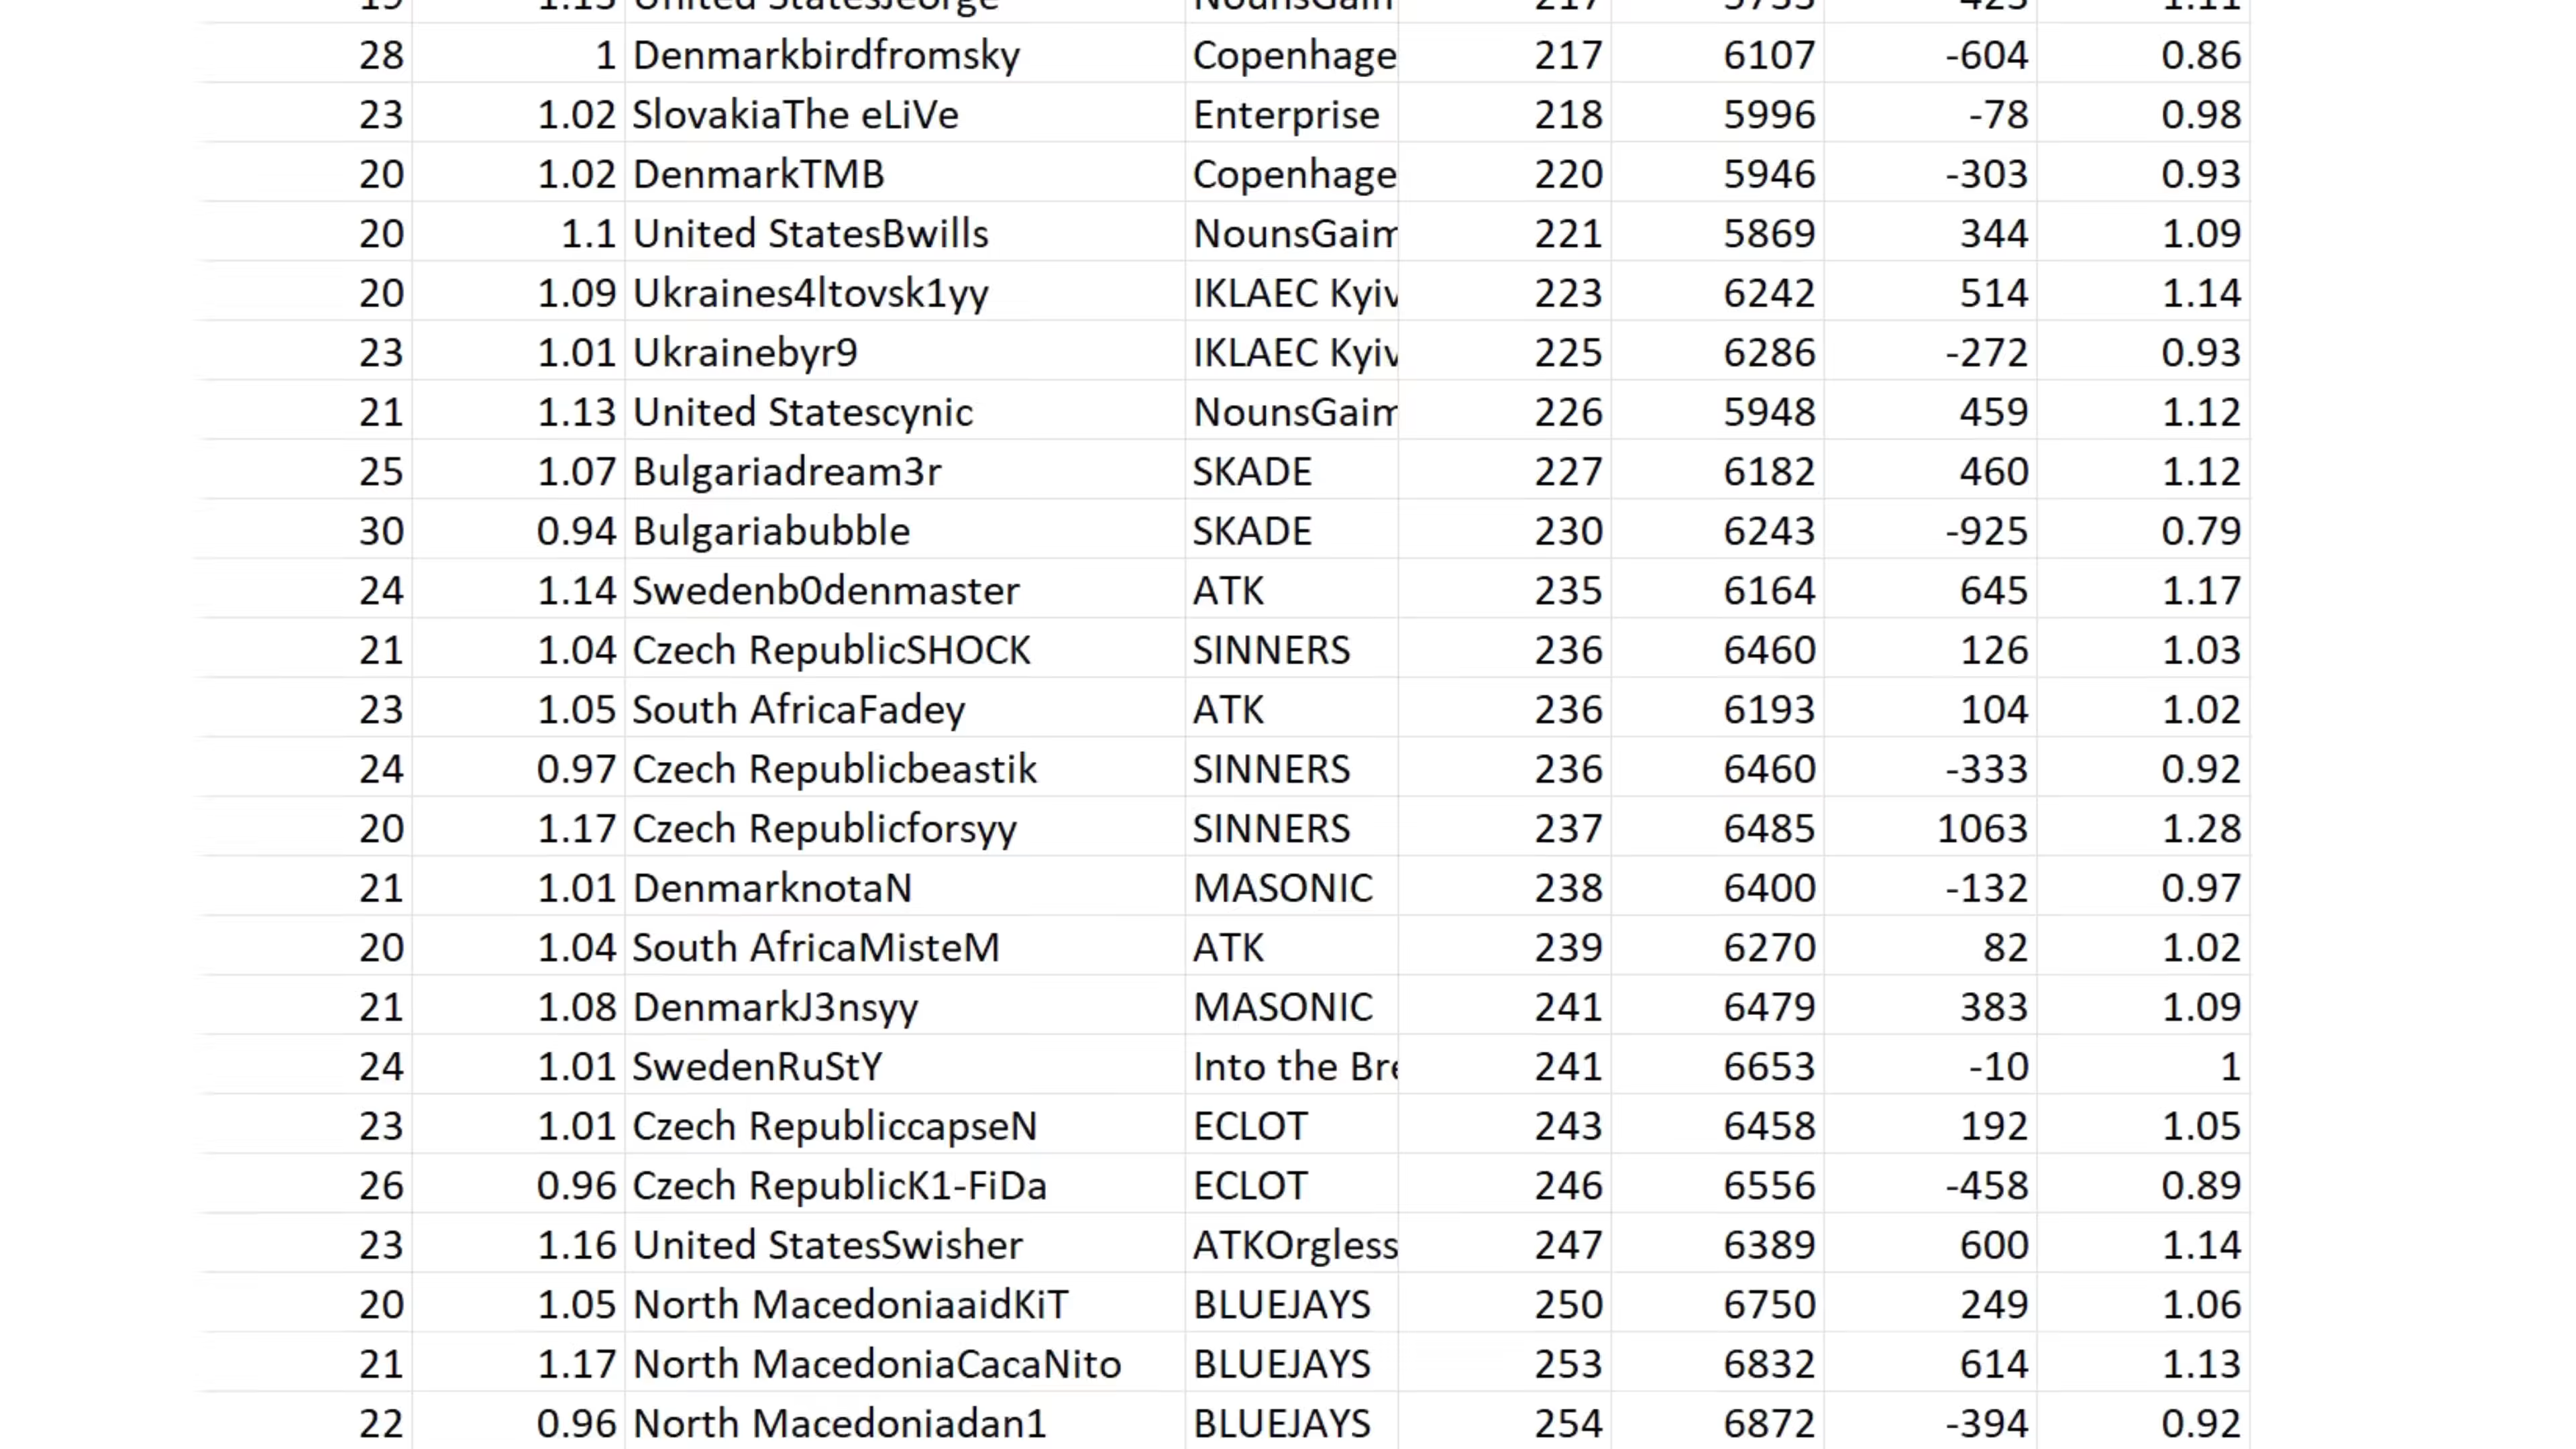 19 1.13 United StatesJeorge NounsGaim 217 5733 423 1.11
28 1 Denmarkbirdfromsky Copenhage 217 6107 -604 0.86
23 1.02 SlovakiaThe eLiVe Enterprise 218 5996 -78 0.98
20 1.02 DenmarkTMB Copenhage 220 5946 -303 0.93
20 1.1 United StatesBwills NounsGaim 221 5869 344 1.09
20 1.09 Ukraines4ltovsk1yy IKLAEC Kyiv 223 6242 514 1.14
23 1.01 Ukrainebyr9 IKLAEC Kyiv 225 6286 -272 0.93
21 1.13 United Statescynic NounsGaim 226 5948 459 1.12
25 1.07 Bulgariadream3r SKADE 227 6182 460 1.12
30 0.94 Bulgariabubble SKADE 230 6243 -925 0.79
24 1.14 Swedenb0denmaster ATK 235 6164 645 1.17
21 1.04 Czech RepublicSHOCK SINNERS 236 6460 126 1.03
23 1.05 South AfricaFadey ATK 236 6193 104 1.02
24 0.97 Czech Republicbeastik SINNERS 236 6460 -333 0.92
20 1.17 Czech Republicforsyy SINNERS 237 6485 1063 1.28
21 1.01 DenmarknotaN MASONIC 238 6400 -132 0.97
20 1.04 South AfricaMisteM ATK 239 6270 82 1.02
21 1.08 DenmarkJ3nsyy MASONIC 241 6479 383 1.09
24 1.01 SwedenRuStY Into the Bre 241 6653 -10 1
23 1.01 Czech RepubliccapseN ECLOT 243 6458 192 1.05
26 0.96 Czech RepublicK1-FiDa ECLOT 246 6556 -458 0.89
23 1.16 United StatesSwisher ATKOrgless 247 6389 600 1.14
20 1.05 North MacedoniaaidKiT BLUEJAYS 250 6750 249 1.06
21 1.17 North MacedoniaCacaNito BLUEJAYS 253 6832 614 1.13
22 0.96 North Macedoniadan1 BLUEJAYS 254 6872 -394 0.92